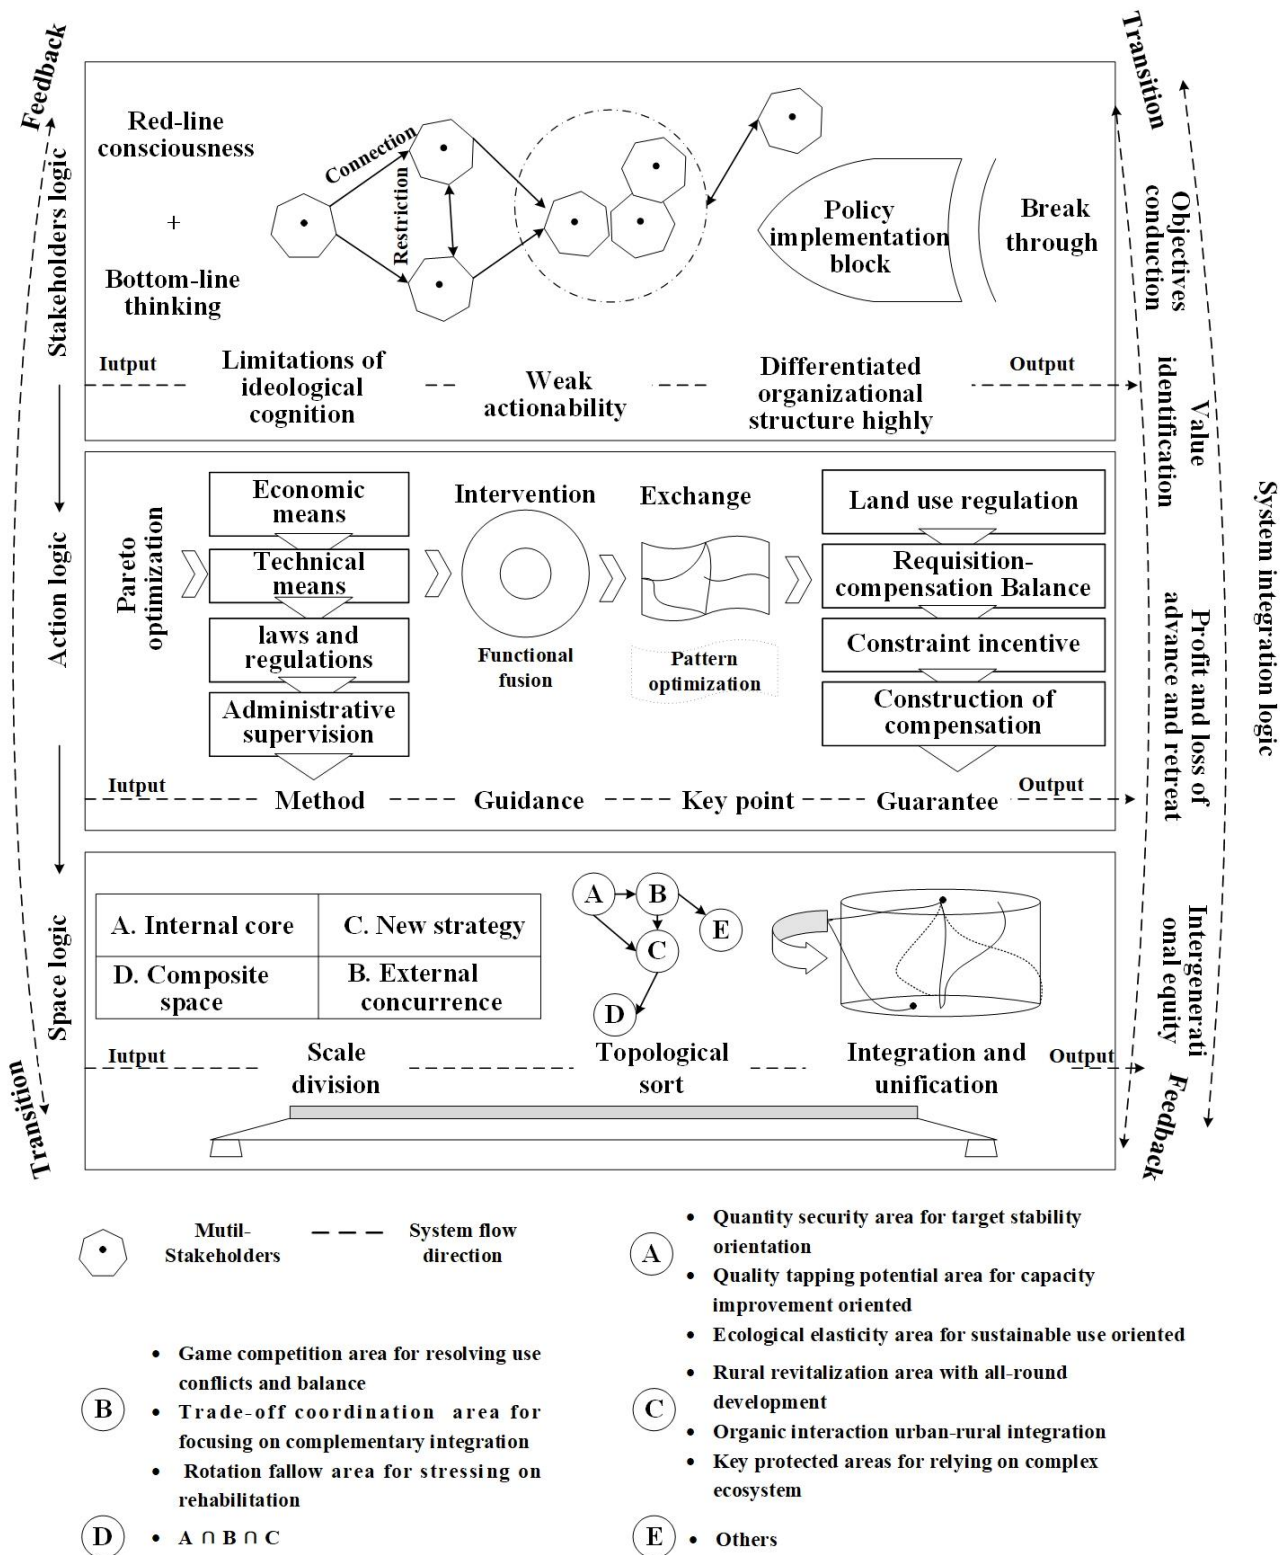 Feedback
Transition
Red-line
consciousness
+
Bottom-line
thinking
Connection
Restriction
Policy
implementation
block
Break
through
Stakeholders logic
Objectives
conduction
Iutput
Limitations of
ideological
cognition
Weak
actionability
Differentiated
organizational
structure highly
Output
Value
identification
Action logic
Pareto
optimization
Economic
means
Technical
means
laws and
regulations
Administrative
supervision
Intervention
Functional
fusion
Exchange
Pattern
optimization
Land use regulation
Requisition-
compensation Balance
Constraint incentive
Construction of
compensation
Iutput
Method
Guidance
Key point
Guarantee
Output
Profit and loss of
advance and retreat
System integration logic
Space logic
A. Internal core
C. New strategy
D. Composite
space
B. External
concurrence
A
B
C
E
D
Intergenerati
onal equity
Iutput
Scale
division
Topological
sort
Integration and
unification
Output
Transition
Feedback
Mutil-
Stakeholders
System flow
direction
A
• Quantity security area for target stability
orientation
• Quality tapping potential area for capacity
improvement oriented
• Ecological elasticity area for sustainable use oriented
B
• Game competition area for resolving use
conflicts and balance
• Trade-off coordination area for
focusing on complementary integration
• Rotation fallow area for stressing on
rehabilitation
C
• Rural revitalization area with all-round
development
• Organic interaction urban-rural integration
• Key protected areas for relying on complex
ecosystem
D
• A ∩ B ∩ C
E
• Others